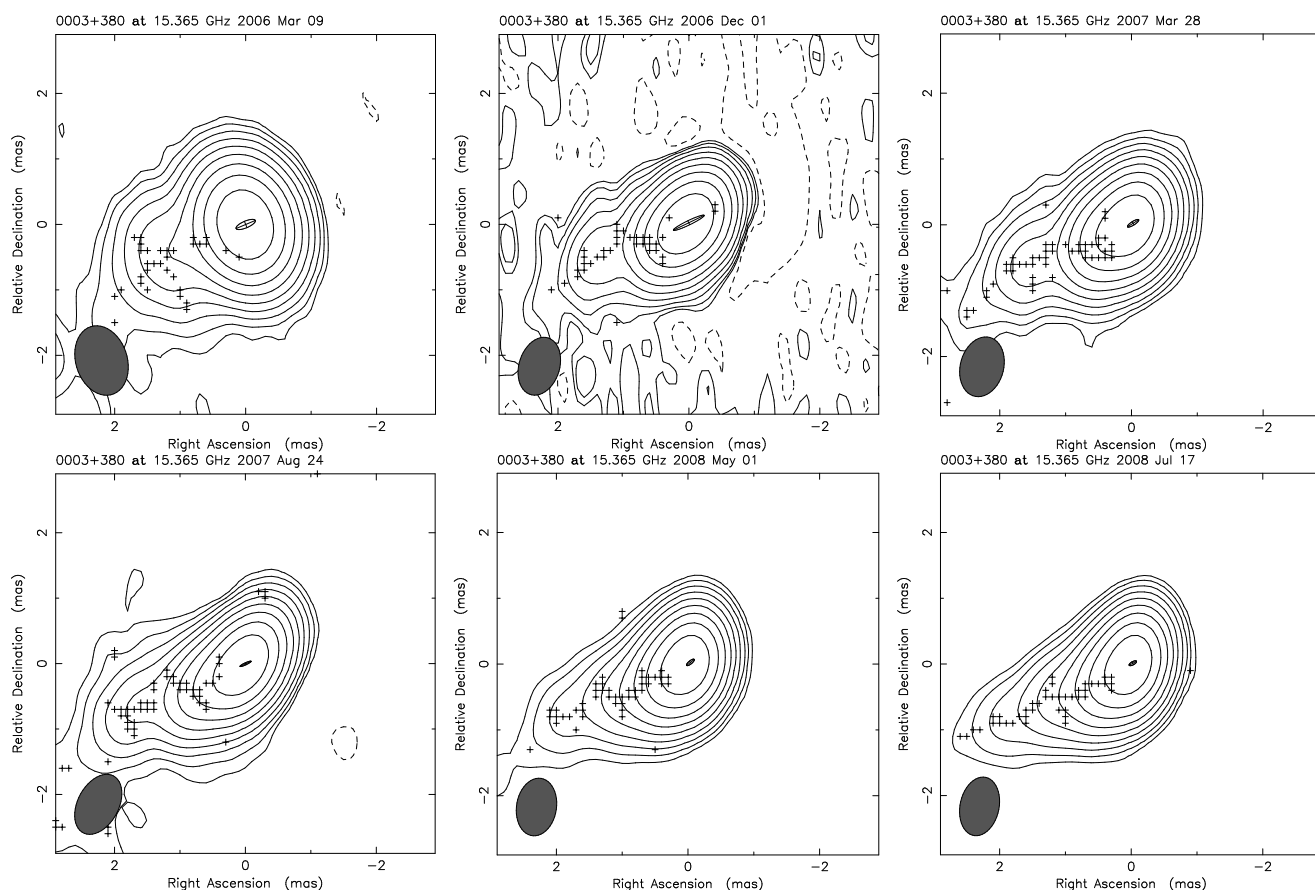 0003+380 at 15.365 GHz 2006 Mar 09
0003+380 at 15.365 GHz 2006 Dec 01
0003+380 at 15.365 GHz 2007 Mar 28
Relative Declination (mas)
2
0
−2
2
0
−2
Right Ascension (mas)
Relative Declination (mas)
2
0
−2
2
0
−2
Right Ascension (mas)
Relative Declination (mas)
2
0
−2
2
0
−2
Right Ascension (mas)
0003+380 at 15.365 GHz 2007 Aug 24
0003+380 at 15.365 GHz 2008 May 01
0003+380 at 15.365 GHz 2008 Jul 17
Relative Declination (mas)
2
0
−2
2
0
−2
Right Ascension (mas)
Relative Declination (mas)
2
0
−2
2
0
−2
Right Ascension (mas)
Relative Declination (mas)
2
0
−2
2
0
−2
Right Ascension (mas)